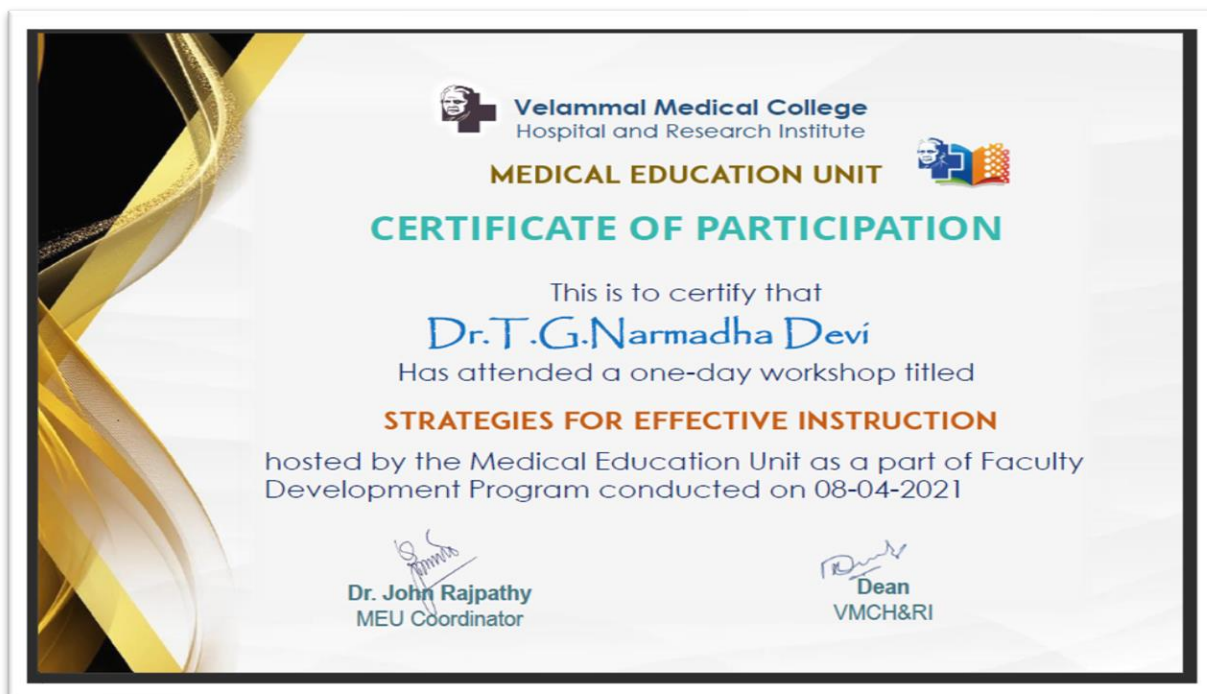 Velammal Medical College
Hospital and Research Institute
MEDICAL EDUCATION UNIT
CERTIFICATE OF PARTICIPATION
This is to certify that
Dr.T.G.Narmadha Devi
Has attended a one-day workshop titled
STRATEGIES FOR EFFECTIVE INSTRUCTION
hosted by the Medical Education Unit as a part of Faculty
Development Program conducted on 08-04-2021
Dr. John Rajpathy
MEU Coordinator
Dean
VMCH&RI